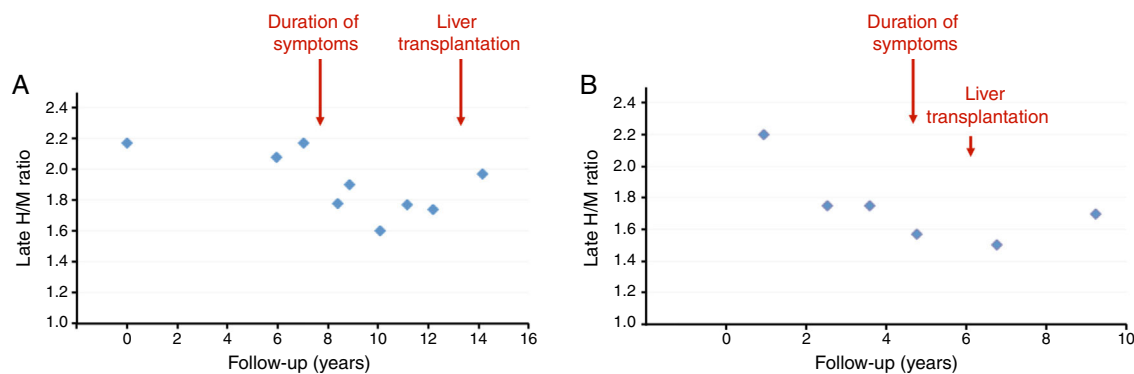 Duration of
symptoms
Liver
transplantation
A
2.4
2.2
2.0
1.8
1.6
1.4
1.2
1.0
Late H/M ratio
0 2 4 6 8 10 12 14 16
Follow-up (years)
Duration of
symptoms
Liver
transplantation
B
2.4
2.2
2.0
1.8
1.6
1.4
1.2
1.0
Late H/M ratio
0 2 4 6 8 10
Follow-up (years)